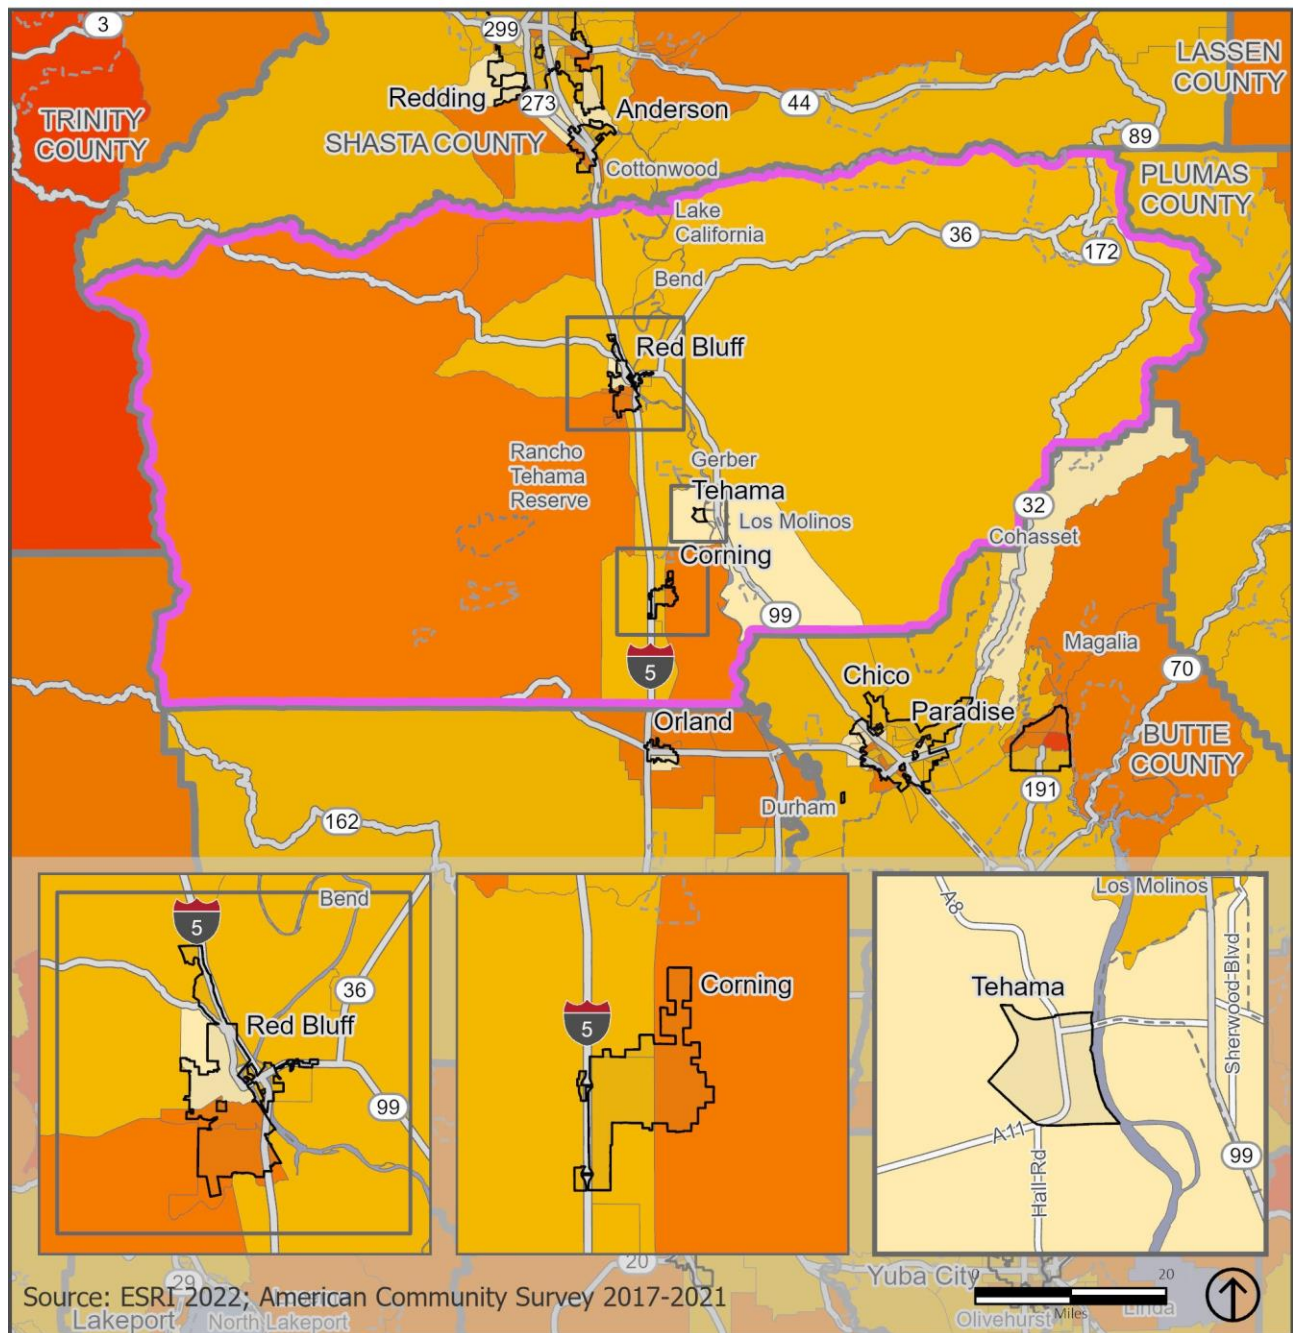 3
299
LASSEN
COUNTY
Redding
273
Anderson
44
TRINITY
COUNTY
SHASTA COUNTY
89
Cottonwood
PLUMAS
COUNTY
Lake
California
36
172
Bend
Red Bluff
Rancho
Tehama
Reserve
Gerber
Tehama
32
Los Molinos
Cohasset
Corning
99
5
Magalia
70
Chico
Orland
Paradise
BUTTE
COUNTY
191
Durham
162
5
Bend
36
Red Bluff
99
Corning
5
Los Molinos
A8
Tehama
Sherwood Blvd
A11
Hall Rd
99
20
29
Yuba City
0
20
Miles
Source: ESRI 2022; American Community Survey 2017-2021
Lakeport
North Lakeport
Olivehurst
Linda